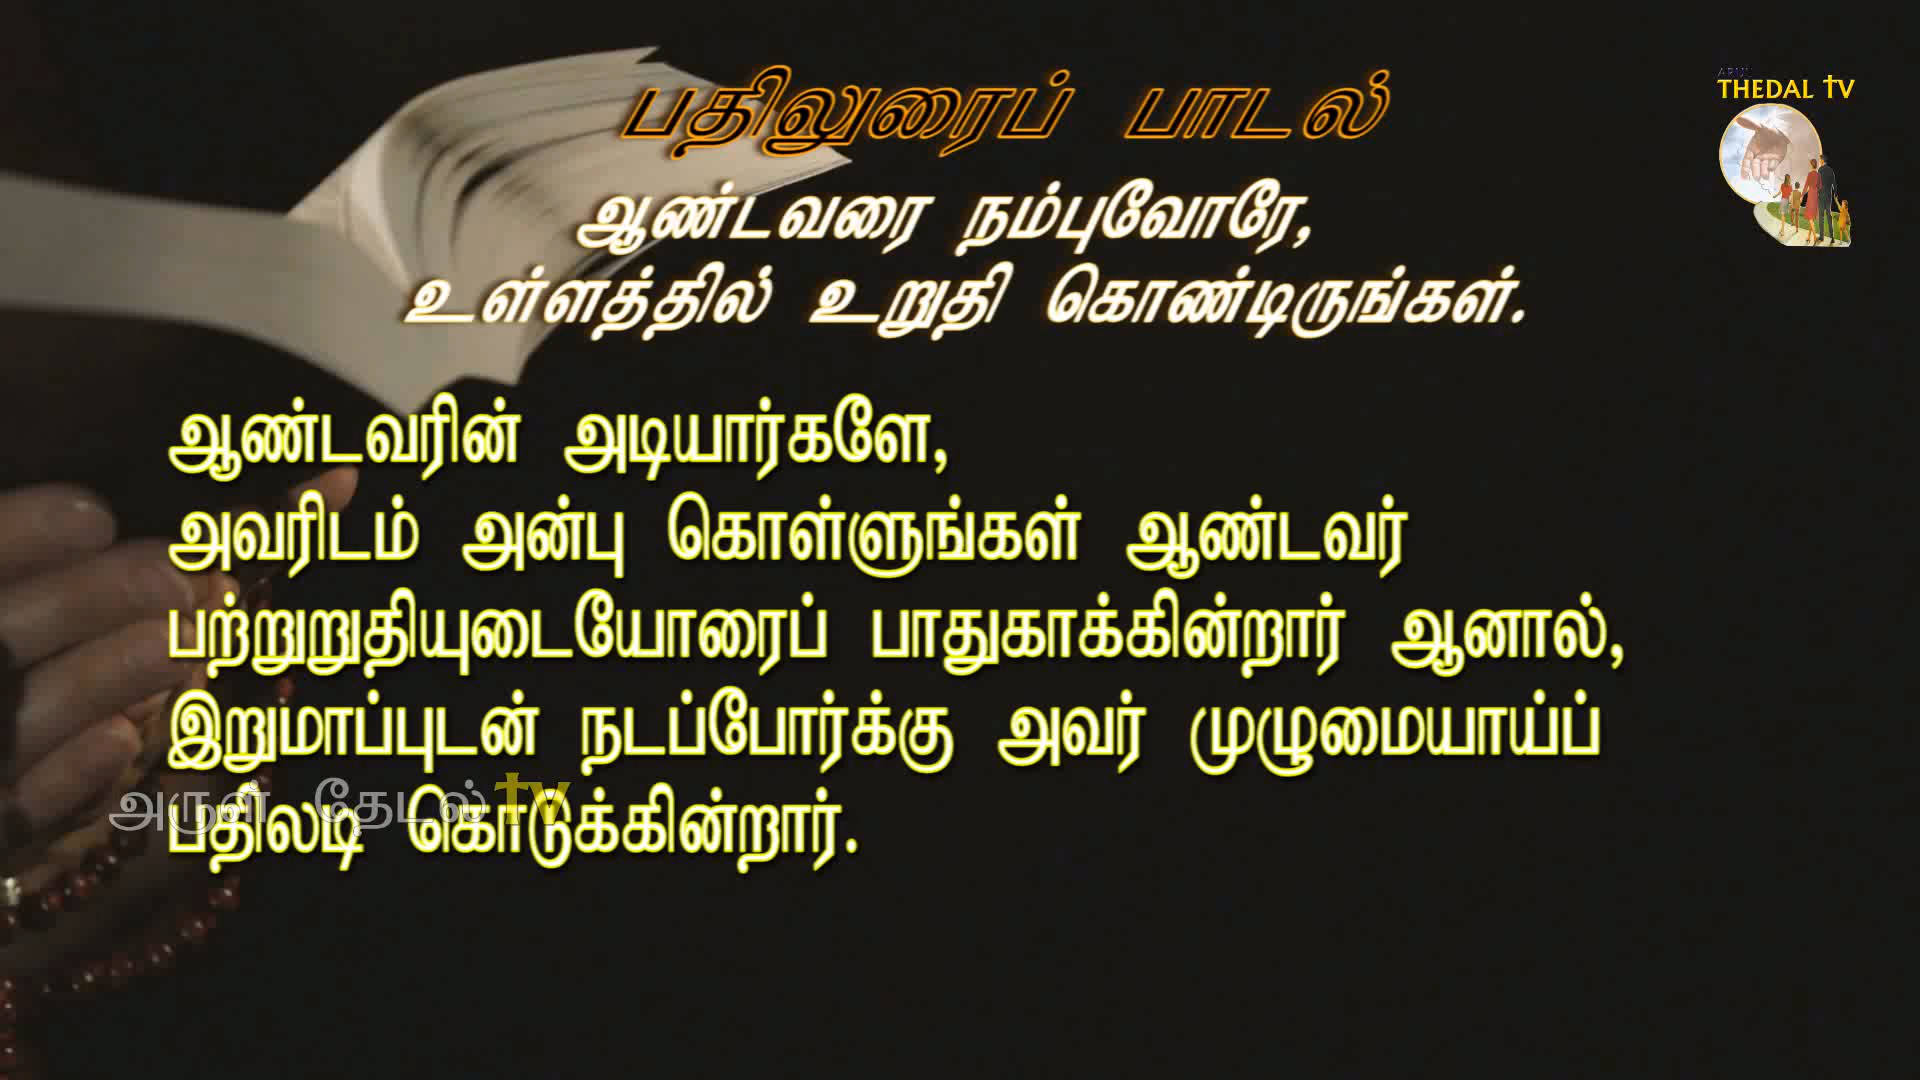 பதிலுரைப் பாடல்
ARUL
THEDAL TV
ஆண்டவரை நம்புவோரே,
உள்ளத்தில் உறுதி கொண்டிருங்கள்.
ஆண்டவரின் அடியார்களே,
அவரிடம் அன்பு கொள்ளுங்கள் ஆண்டவர்
பற்றுறுதியுடையோரைப் பாதுகாக்கின்றார் ஆனால்,
இறுமாப்புடன் நடப்போர்க்கு அவர் முழுமையாய்ப்
அருள் தேடல் TV
பதிலடி கொடுக்கின்றார்.